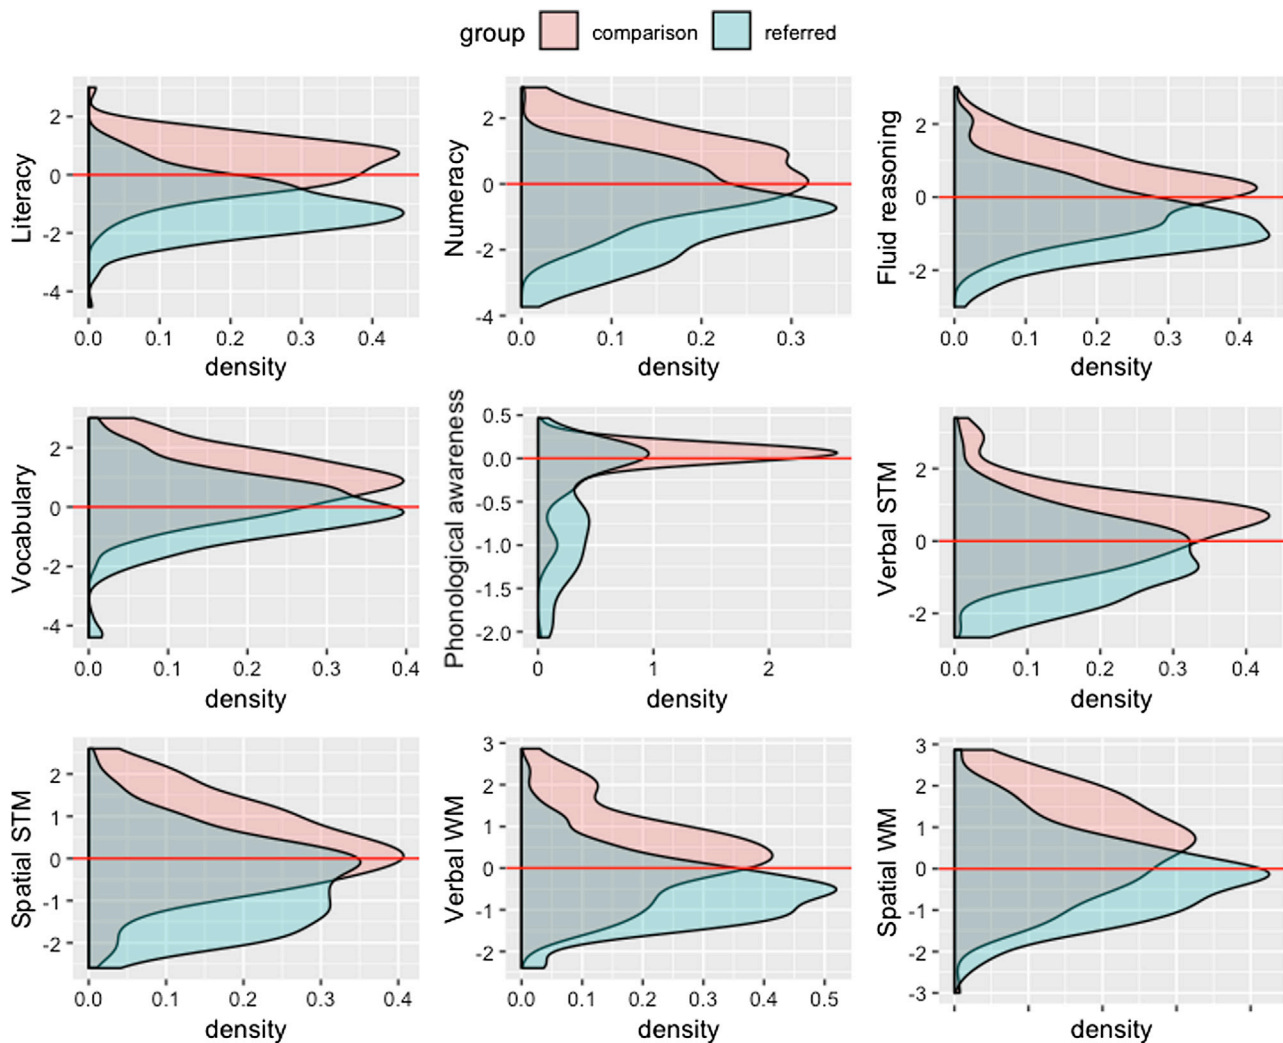 group comparison referred
Literacy
2
0
-2
-4
0.0 0.1 0.2 0.3 0.4
density
Numeracy
2
0
-2
-4
0.0 0.1 0.2 0.3
density
Fluid reasoning
2
0
-2
0.0 0.1 0.2 0.3 0.4
density
Vocabulary
2
0
-2
-4
0.0 0.1 0.2 0.3 0.4
density
Phonological awareness
0.5
0.0
-0.5
-1.0
-1.5
-2.0
0 1 2
density
Verbal STM
2
0
-2
0.0 0.1 0.2 0.3 0.4
density
Spatial STM
2
1
0
-1
-2
0.0 0.1 0.2 0.3 0.4
density
Verbal WM
3
2
1
0
-1
-2
0.0 0.1 0.2 0.3 0.4 0.5
density
Spatial WM
3
2
1
0
-1
-2
-3
density